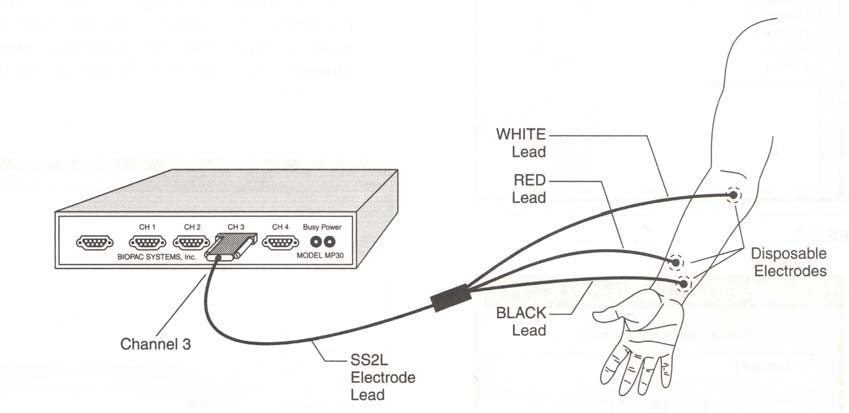 WHITE
Lead
RED
Lead
CH 1 CH 2 CH 3 CH 4 Busy Power
BIOPAC SYSTEMS, Inc. MODEL MP30
Disposable
Electrodes
BLACK
Lead
Channel 3
SS2L
Electrode
Lead